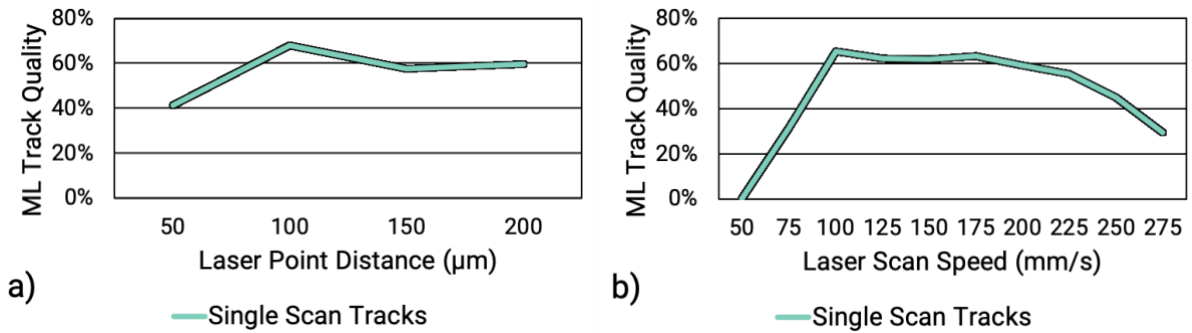 80%
60%
40%
20%
0%
ML Track Quality
50 100 150 200
Laser Point Distance (µm)
a)
Single Scan Tracks
80%
60%
40%
20%
0%
ML Track Quality
50 75 100 125 150 175 200 225 250 275
Laser Scan Speed (mm/s)
b)
Single Scan Tracks